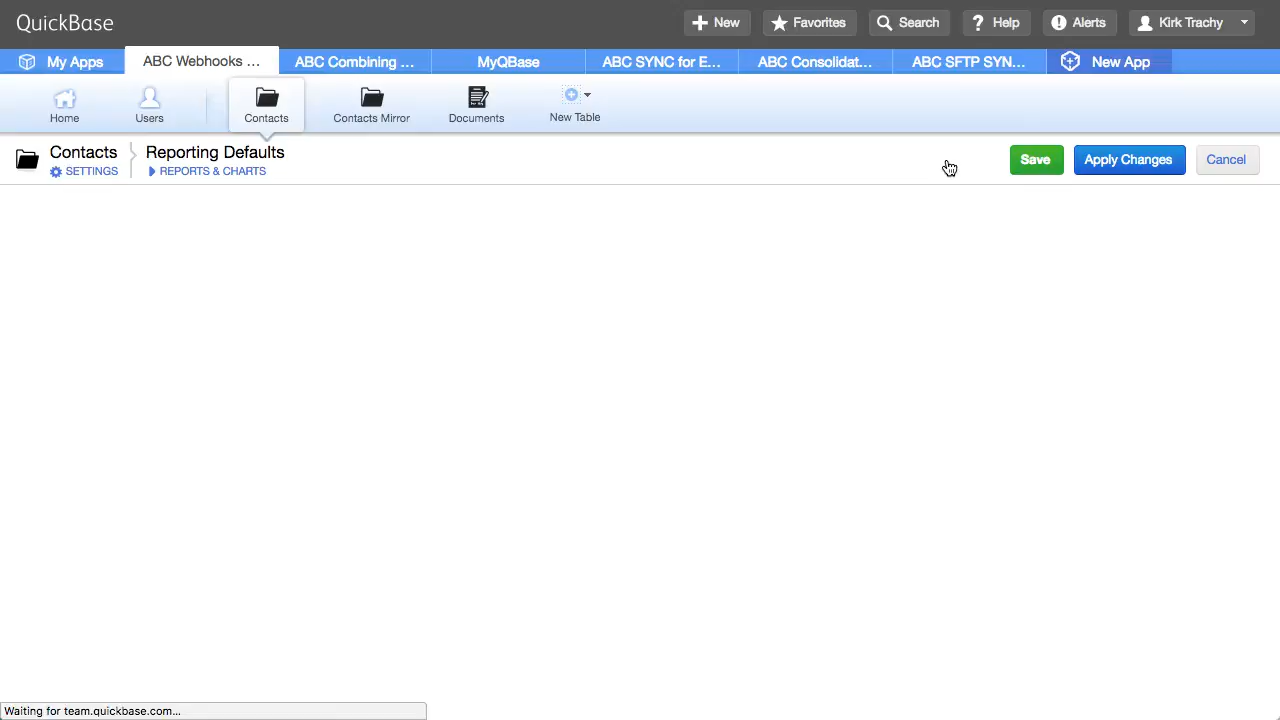 QuickBase
New
Favorites
Search
Help
Alerts
Kirk Trachy
My Apps
ABC Webhooks ...
ABC Combining ...
MyQBase
ABC SYNC for E...
ABC Consolidat...
ABC SFTP SYN...
New App
Home
Users
Contacts
Contacts Mirror
Documents
New Table
Contacts
SETTINGS
Reporting Defaults
REPORTS & CHARTS
Save
Apply Changes
Cancel
Waiting for team.quickbase.com...